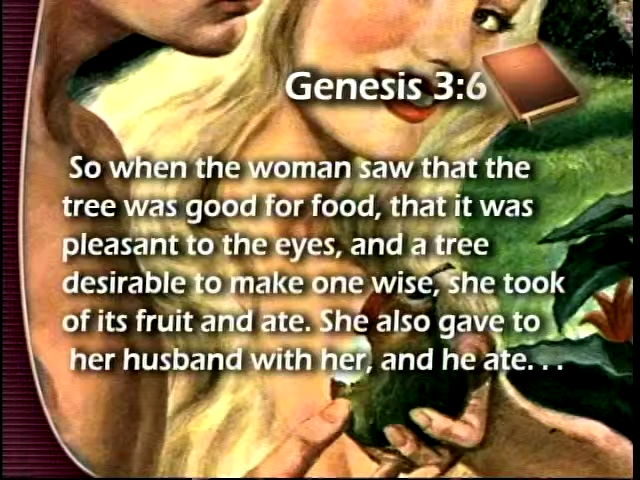 Genesis 3:6
So when the woman saw that the
tree was good for food, that it was
pleasant to the eyes, and a tree
desirable to make one wise, she took
of its fruit and ate. She also gave to
her husband with her, and he ate. . .